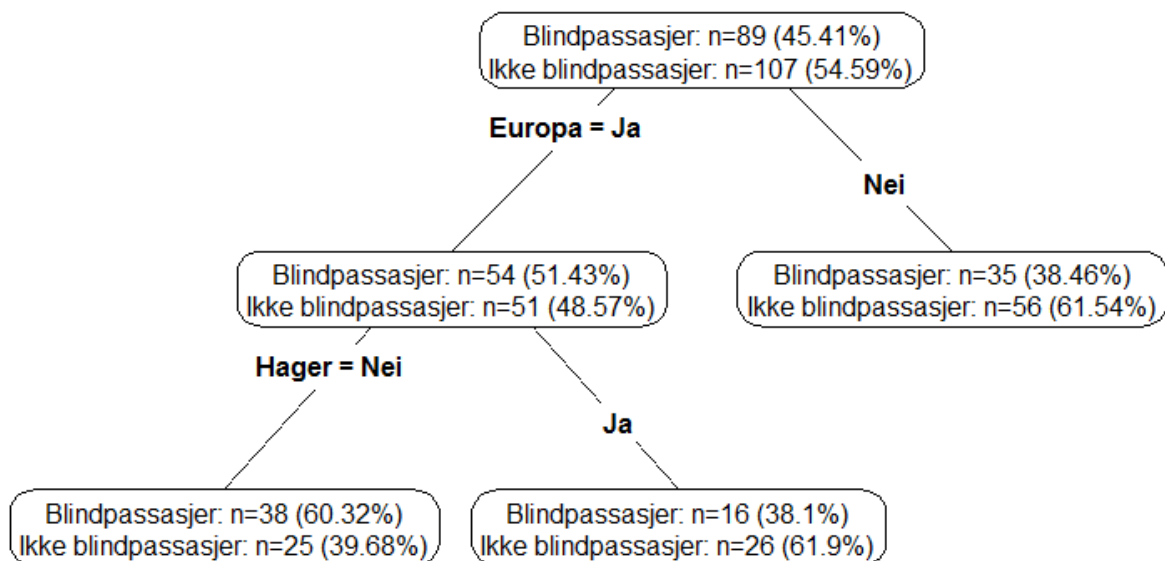 Blindpassasjer: n=89 (45.41%)
Ikke blindpassasjer: n=107 (54.59%)
Europa = Ja
Nei
Blindpassasjer: n=54 (51.43%)
Ikke blindpassasjer: n=51 (48.57%)
Blindpassasjer: n=35 (38.46%)
Ikke blindpassasjer: n=56 (61.54%)
Hager = Nei
Ja
Blindpassasjer: n=38 (60.32%)
Ikke blindpassasjer: n=25 (39.68%)
Blindpassasjer: n=16 (38.1%)
Ikke blindpassasjer: n=26 (61.9%)